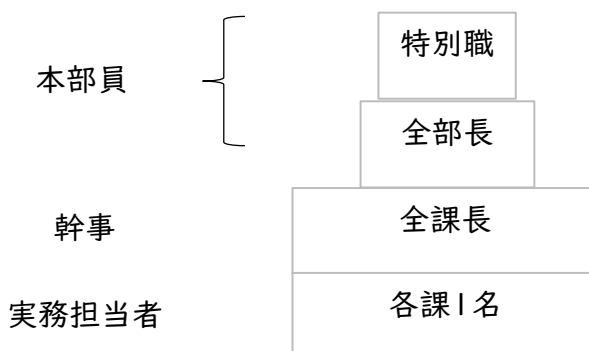 特別職
本部員
全部長
幹事
全課長
実務担当者
各課1名